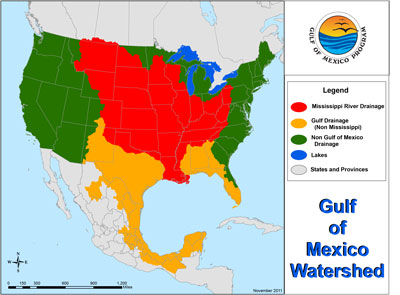 GULF OF MEXICO PROGRAM
Legend
Mississippi River Drainage
Gulf Drainage
(Non Mississippi)
Non Gulf of Mexico
Drainage
Lakes
States and Provinces
Gulf
of
Mexico
Watershed
N
W E
S
0 150 300 600 900 1,200
Miles
November 2011